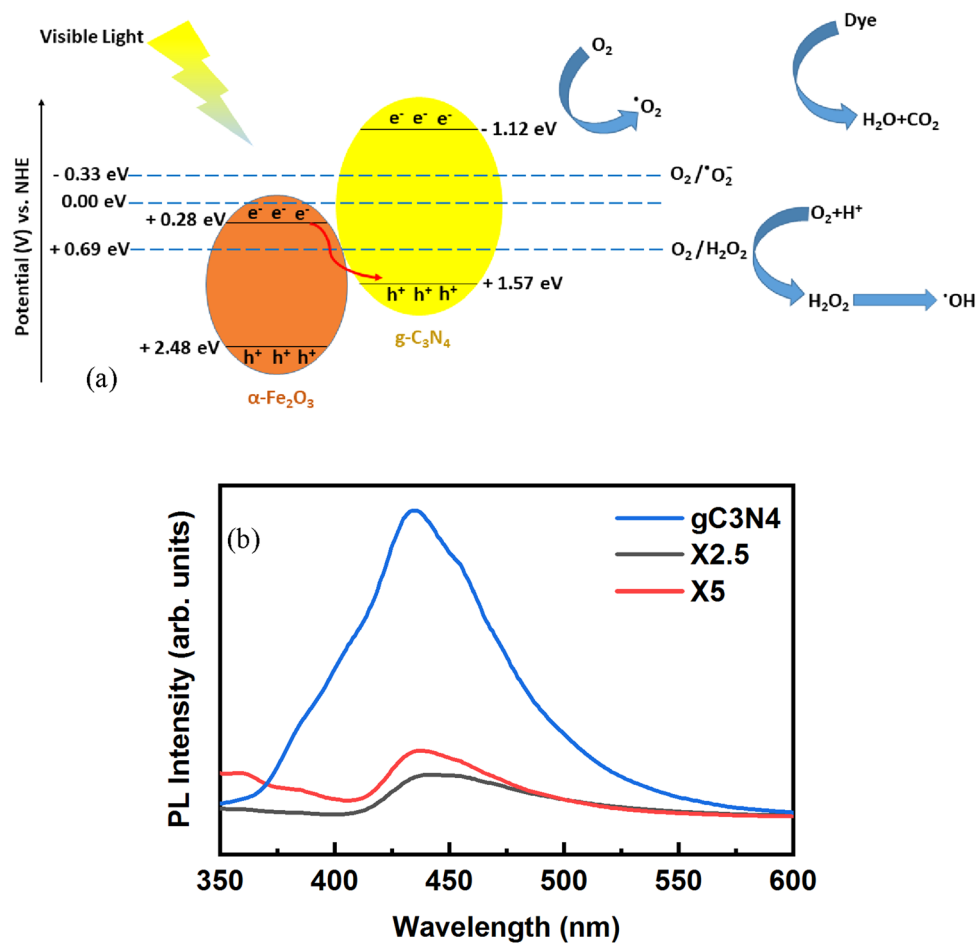 Visible Light
O₂
•O₂
Dye
H₂O+CO₂
Potential (V) vs. NHE
e⁻ e⁻ e⁻
- 1.12 eV
- 0.33 eV
O₂/•O₂⁻
0.00 eV
+ 0.28 eV
e⁻ e⁻ e⁻
O₂+H⁺
+ 0.69 eV
O₂/H₂O₂
h⁺ h⁺ h⁺
+ 1.57 eV
H₂O₂
•OH
g-C₃N₄
+ 2.48 eV
h⁺ h⁺ h⁺
(a)
α-Fe₂O₃
(b)
gC3N4
X2.5
X5
PL Intensity (arb. units)
350 400 450 500 550 600
Wavelength (nm)